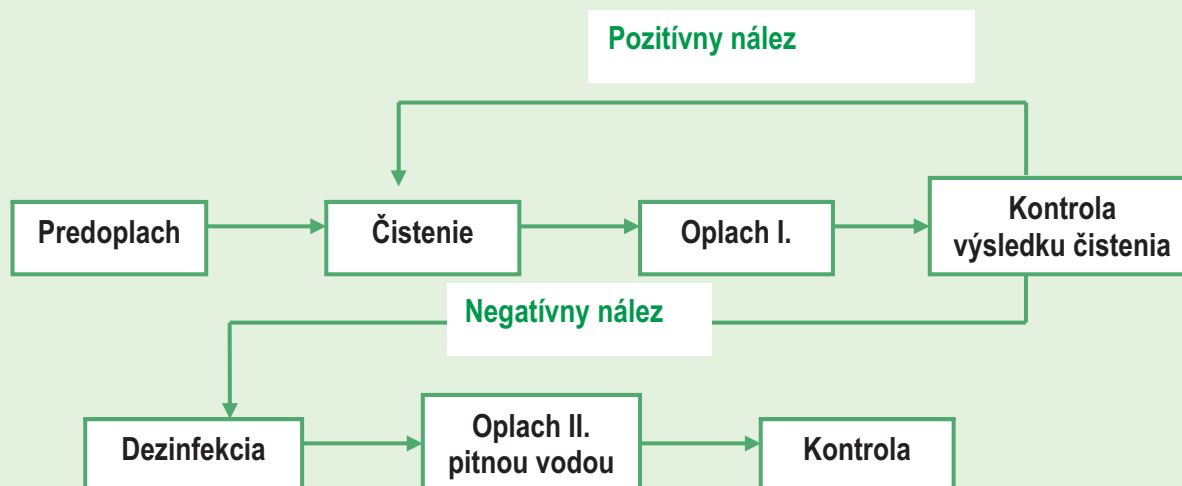 Pozitívny nález
Predoplach
Čistenie
Oplach I.
Kontrola
výsledku čistenia
Negatívny nález
Dezinfekcia
Oplach II.
pitnou vodou
Kontrola